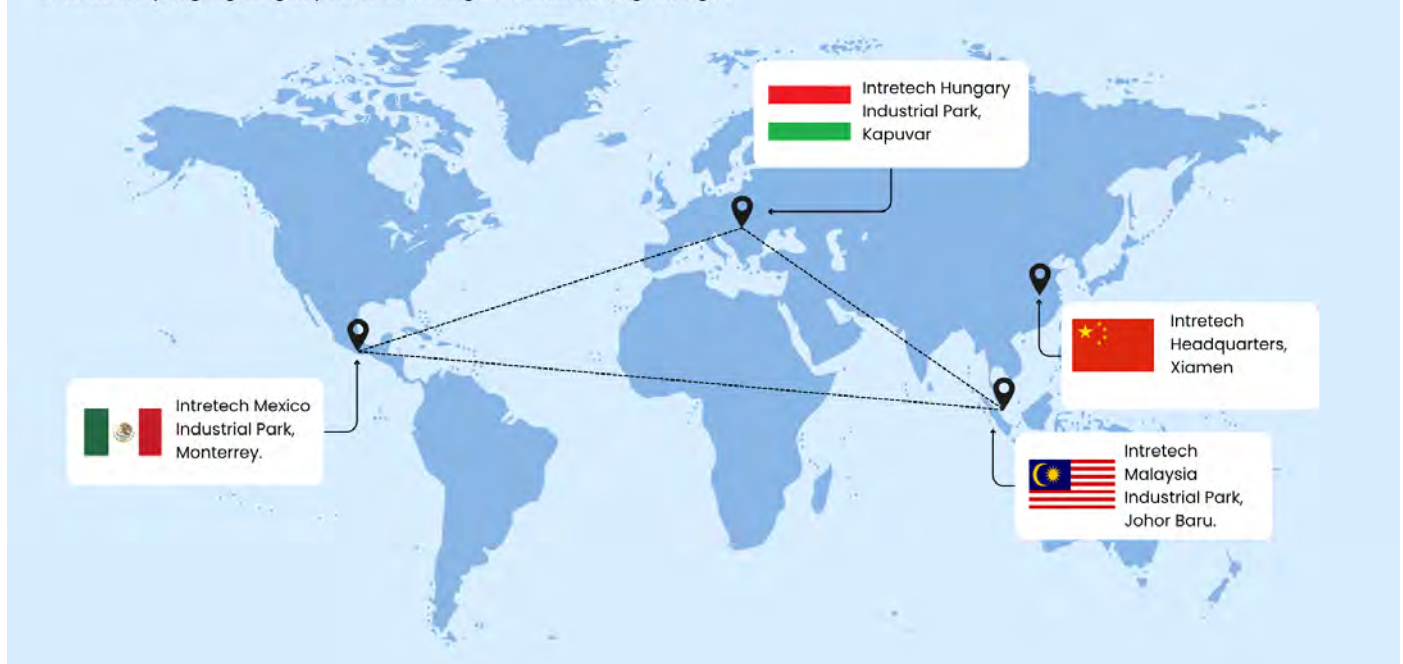 Intretech Hungary
Industrial Park,
Kapuvar
Intretech
Headquarters,
Xiamen
Intretech Mexico
Industrial Park,
Monterrey.
Intretech
Malaysia
Industrial Park,
Johor Baru.